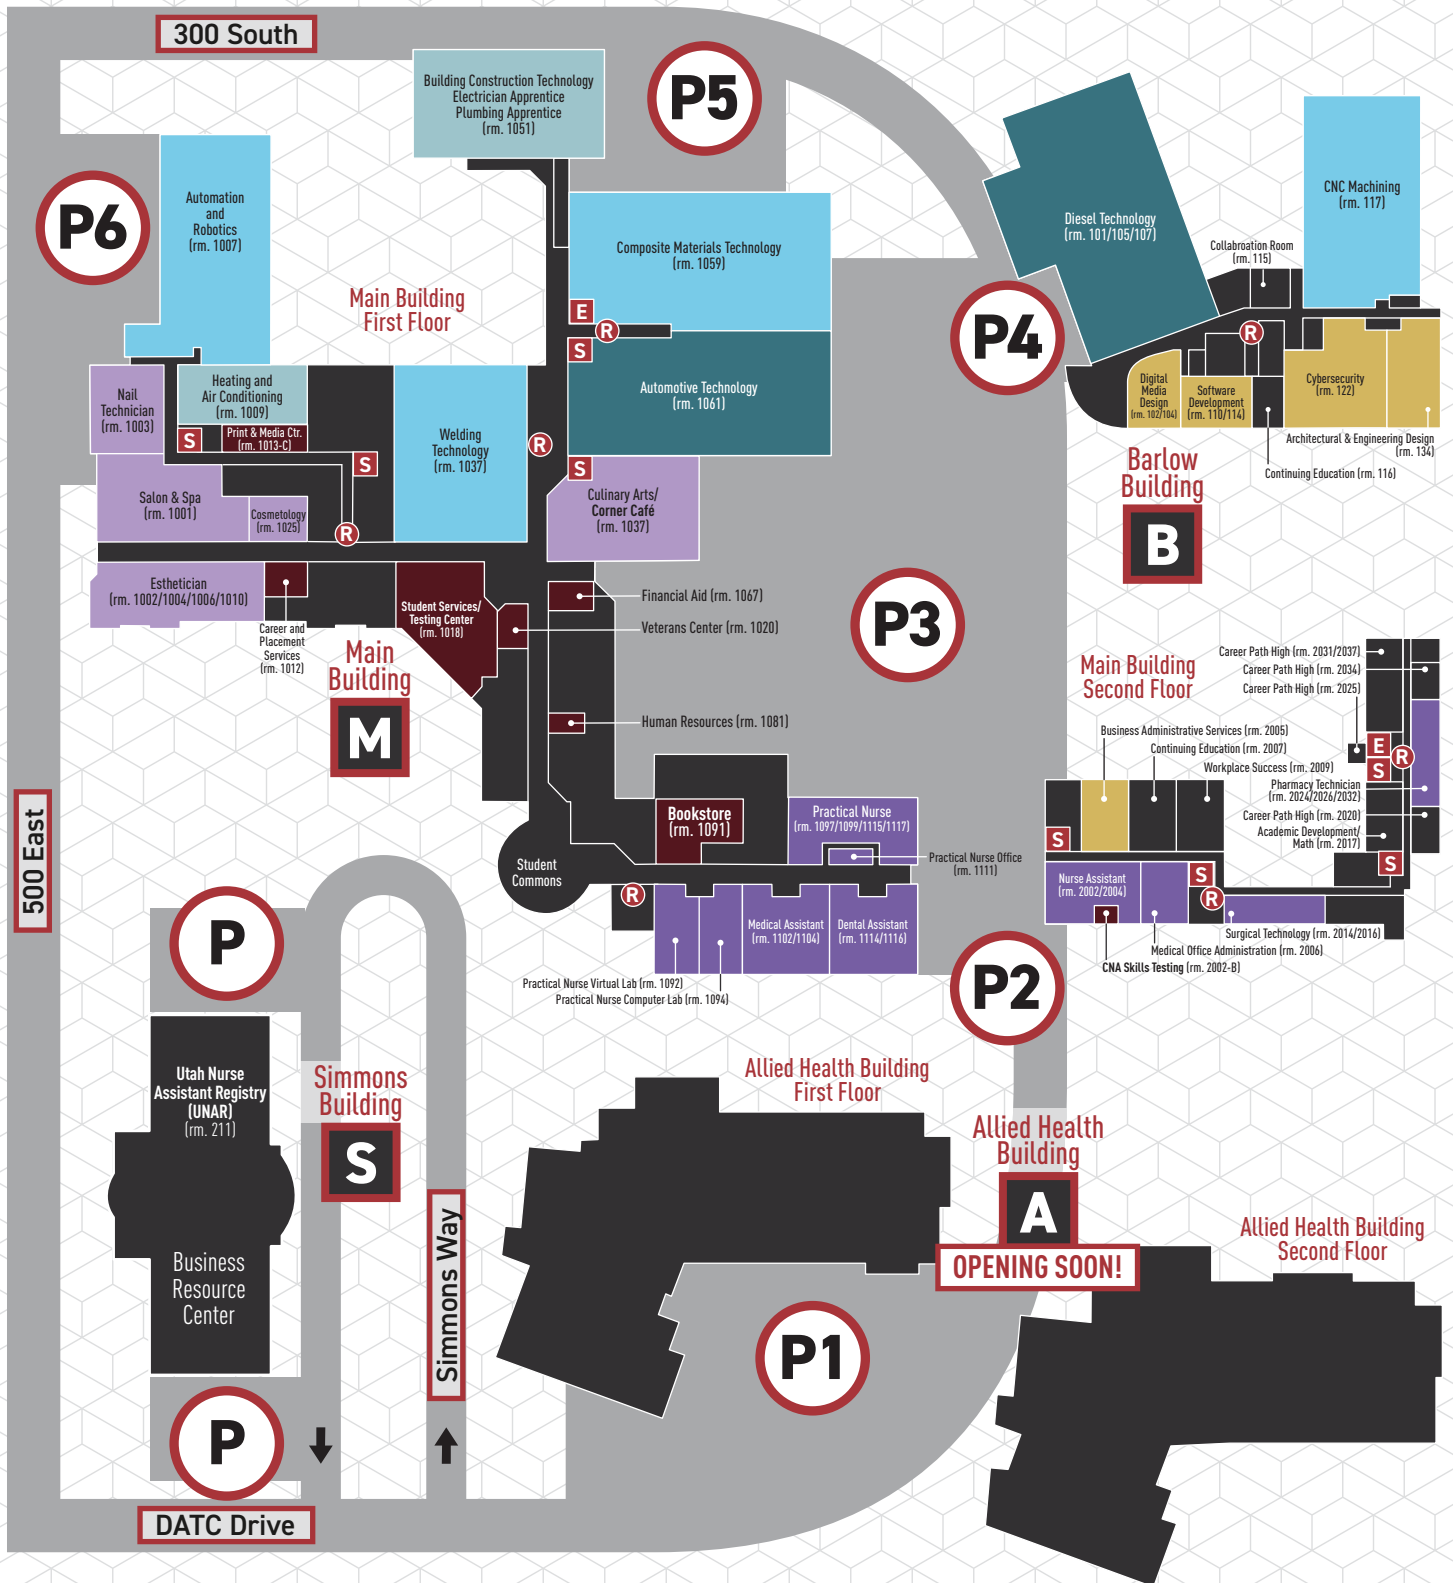 300 South
Building Construction Technology
Electrician Apprentice
Plumbing Apprentice
(rm. 1051)
P5
P6
Automation
and
Robotics
(rm. 1007)
Main Building
First Floor
Composite Materials Technology
(rm. 1059)
E
R
S
Automotive Technology
(rm. 1061)
Nail
Technician
(rm. 1003)
Heating and
Air Conditioning
(rm. 1009)
S
Print & Media Ctr.
(rm. 1013-C)
S
Welding
Technology
(rm. 1037)
R
S
Salon & Spa
(rm. 1001)
Cosmetology
(rm. 1025)
R
Culinary Arts/
Corner Café
(rm. 1037)
Esthetician
(rm. 1002/1004/1006/1010)
Career and
Placement
Services
(rm. 1012)
Student Services/
Testing Center
(rm. 1018)
Financial Aid (rm. 1067)
Veterans Center (rm. 1020)
Main
Building
M
Human Resources (rm. 1081)
Bookstore
(rm. 1091)
Practical Nurse
(rm. 1097/1099/1115/1117)
Practical Nurse Office
(rm. 1111)
Student
Commons
R
Medical Assistant
(rm. 1102/1104)
Dental Assistant
(rm. 1114/1116)
Practical Nurse Virtual Lab (rm. 1092)
Practical Nurse Computer Lab (rm. 1094)
P4
P3
P2
Diesel Technology
(rm. 101/105/107)
Collabroation Room
(rm. 115)
CNC Machining
(rm. 117)
R
Digital
Media
Design
(rm. 102/104)
Software
Development
(rm. 110/114)
Cybersecurity
(rm. 122)
Architectural & Engineering Design
(rm. 134)
Continuing Education (rm. 116)
Barlow
Building
B
Main Building
Second Floor
Career Path High (rm. 2031/2037)
Career Path High (rm. 2034)
Career Path High (rm. 2025)
Business Administrative Services (rm. 2005)
Continuing Education (rm. 2007)
Workplace Success (rm. 2009)
E
R
S
Pharmacy Technician
(rm. 2024/2026/2032)
Career Path High (rm. 2020)
Academic Development/
Math (rm. 2017)
S
S
Nurse Assistant
(rm. 2002/2004)
S
R
Surgical Technology (rm. 2014/2016)
Medical Office Administration (rm. 2006)
CNA Skills Testing (rm. 2002-B)
500 East
P
Utah Nurse
Assistant Registry
(UNAR)
(rm. 211)
Simmons
Building
S
Business
Resource
Center
Simmons Way
P
DATC Drive
Allied Health Building
First Floor
Allied Health
Building
A
OPENING SOON!
P1
Allied Health Building
Second Floor